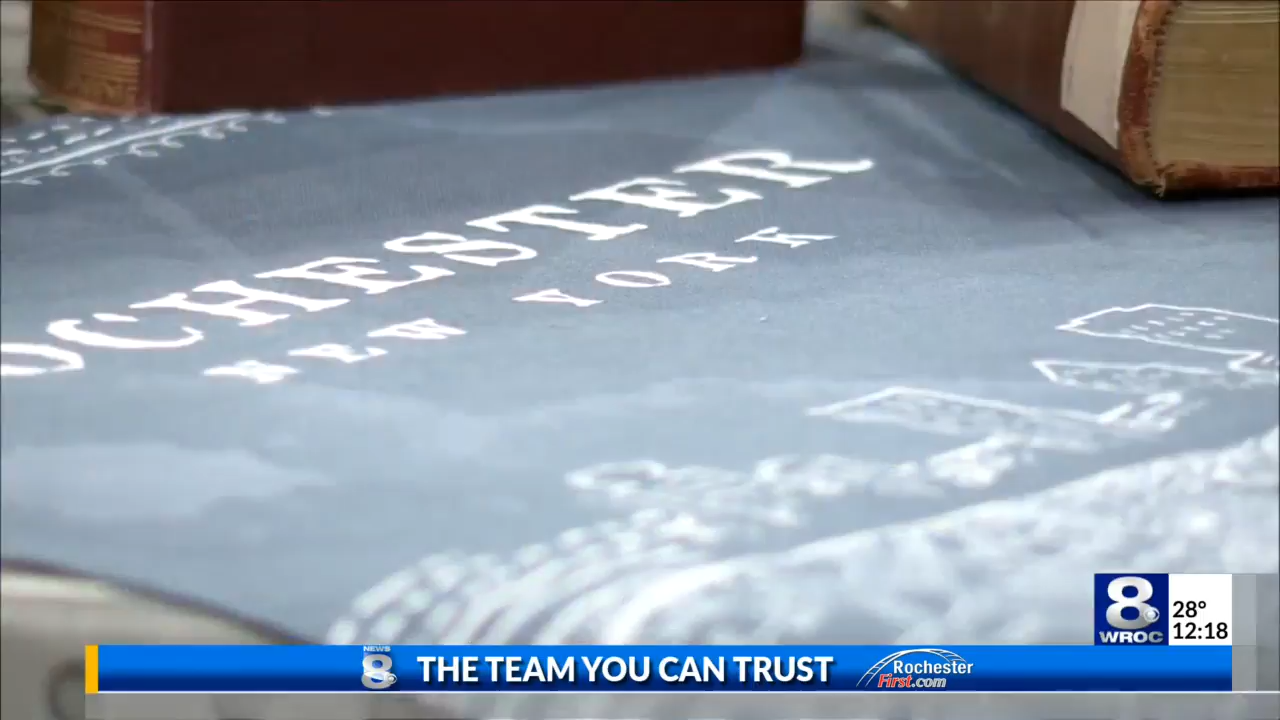 OCHESTER
NEW YORK
8
WROC
28°
12:18
NEWS
8
THE TEAM YOU CAN TRUST
Rochester
First.com